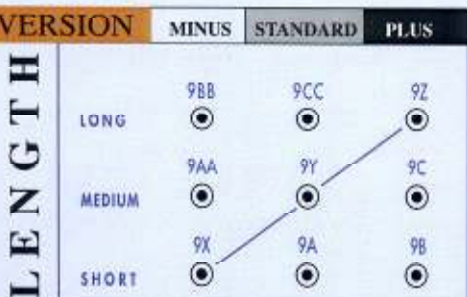 VERSION MINUS STANDARD PLUS
LENGTH
9BB 9CC 9Z
LONG
9AA 9Y 9C
MEDIUM
9X 9A 9B
SHORT